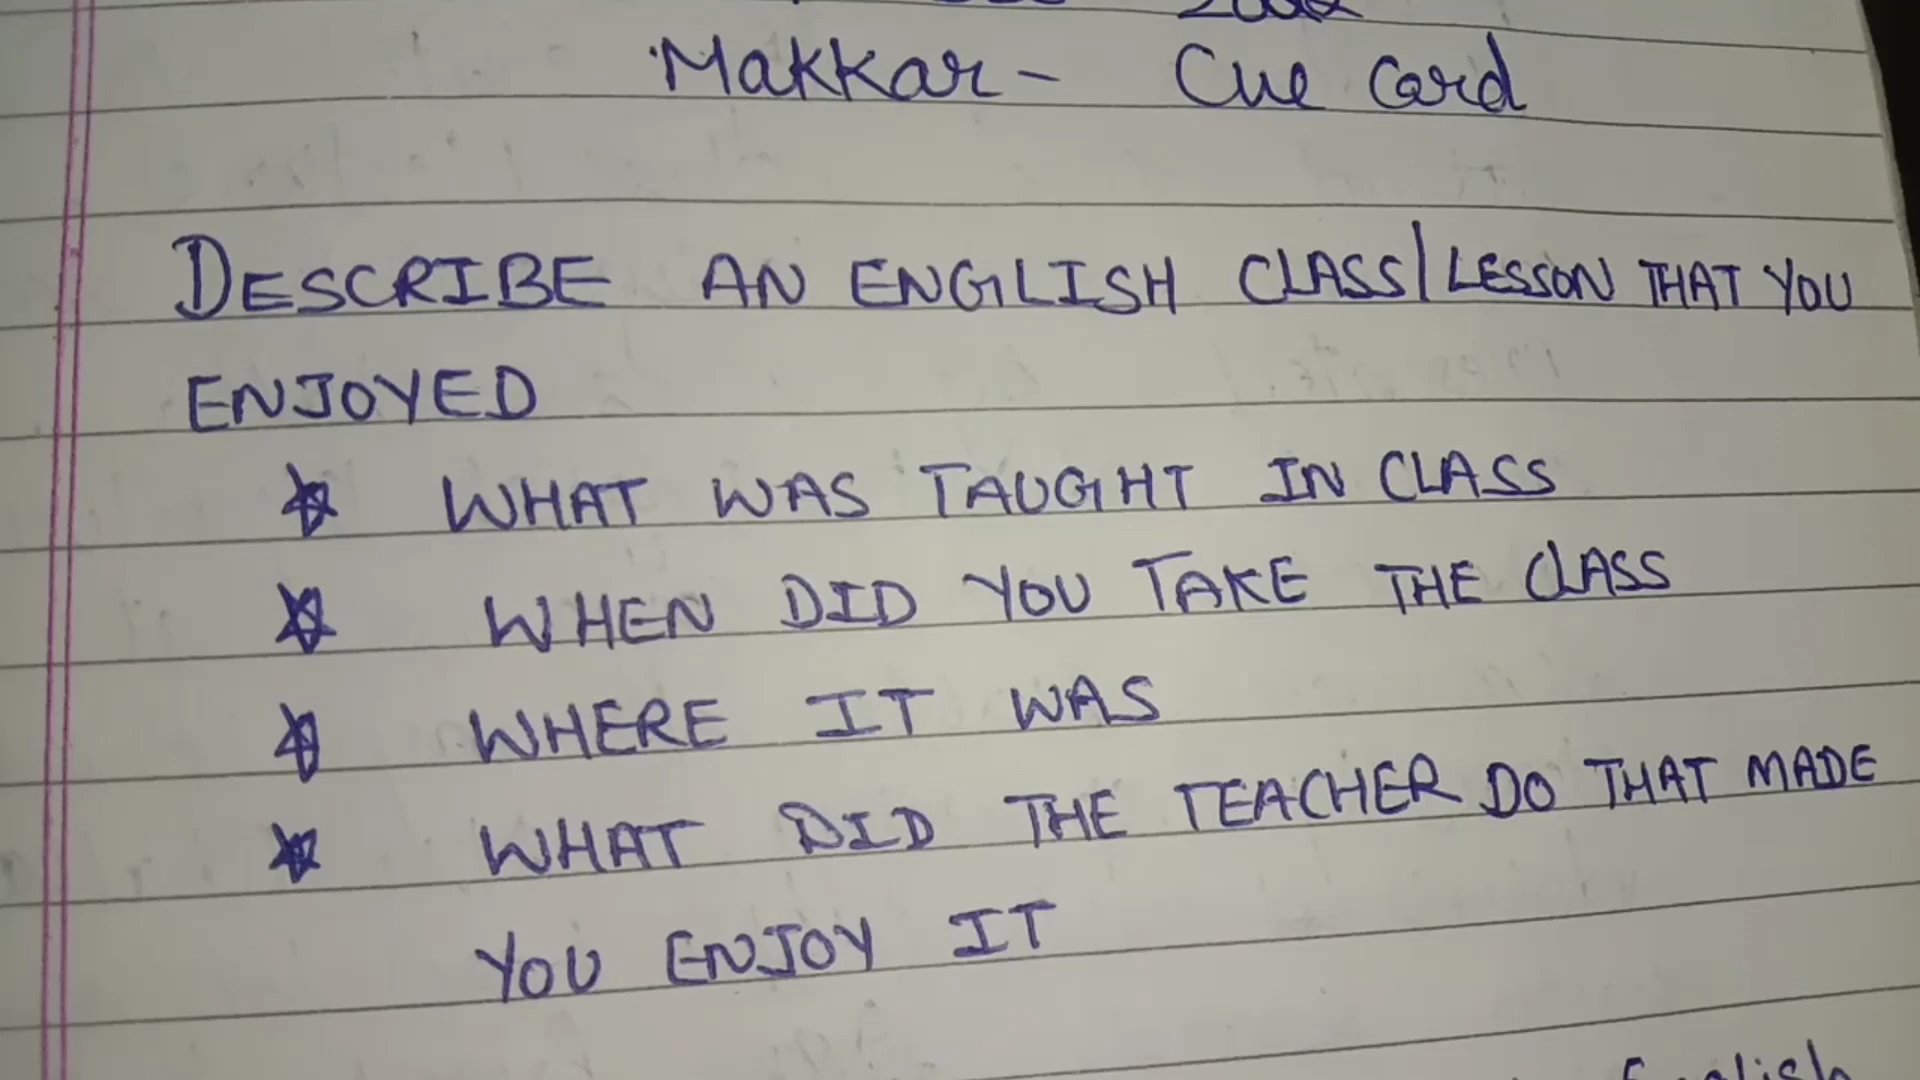 Makkar - Cue Card
DESCRIBE AN ENGLISH CLASS/LESSON THAT YOU
ENJOYED
WHAT WAS TAUGHT IN CLASS
WHEN DID YOU TAKE THE CLASS
WHERE IT WAS
WHAT DID THE TEACHER DO THAT MADE
YOU ENJOY IT
English